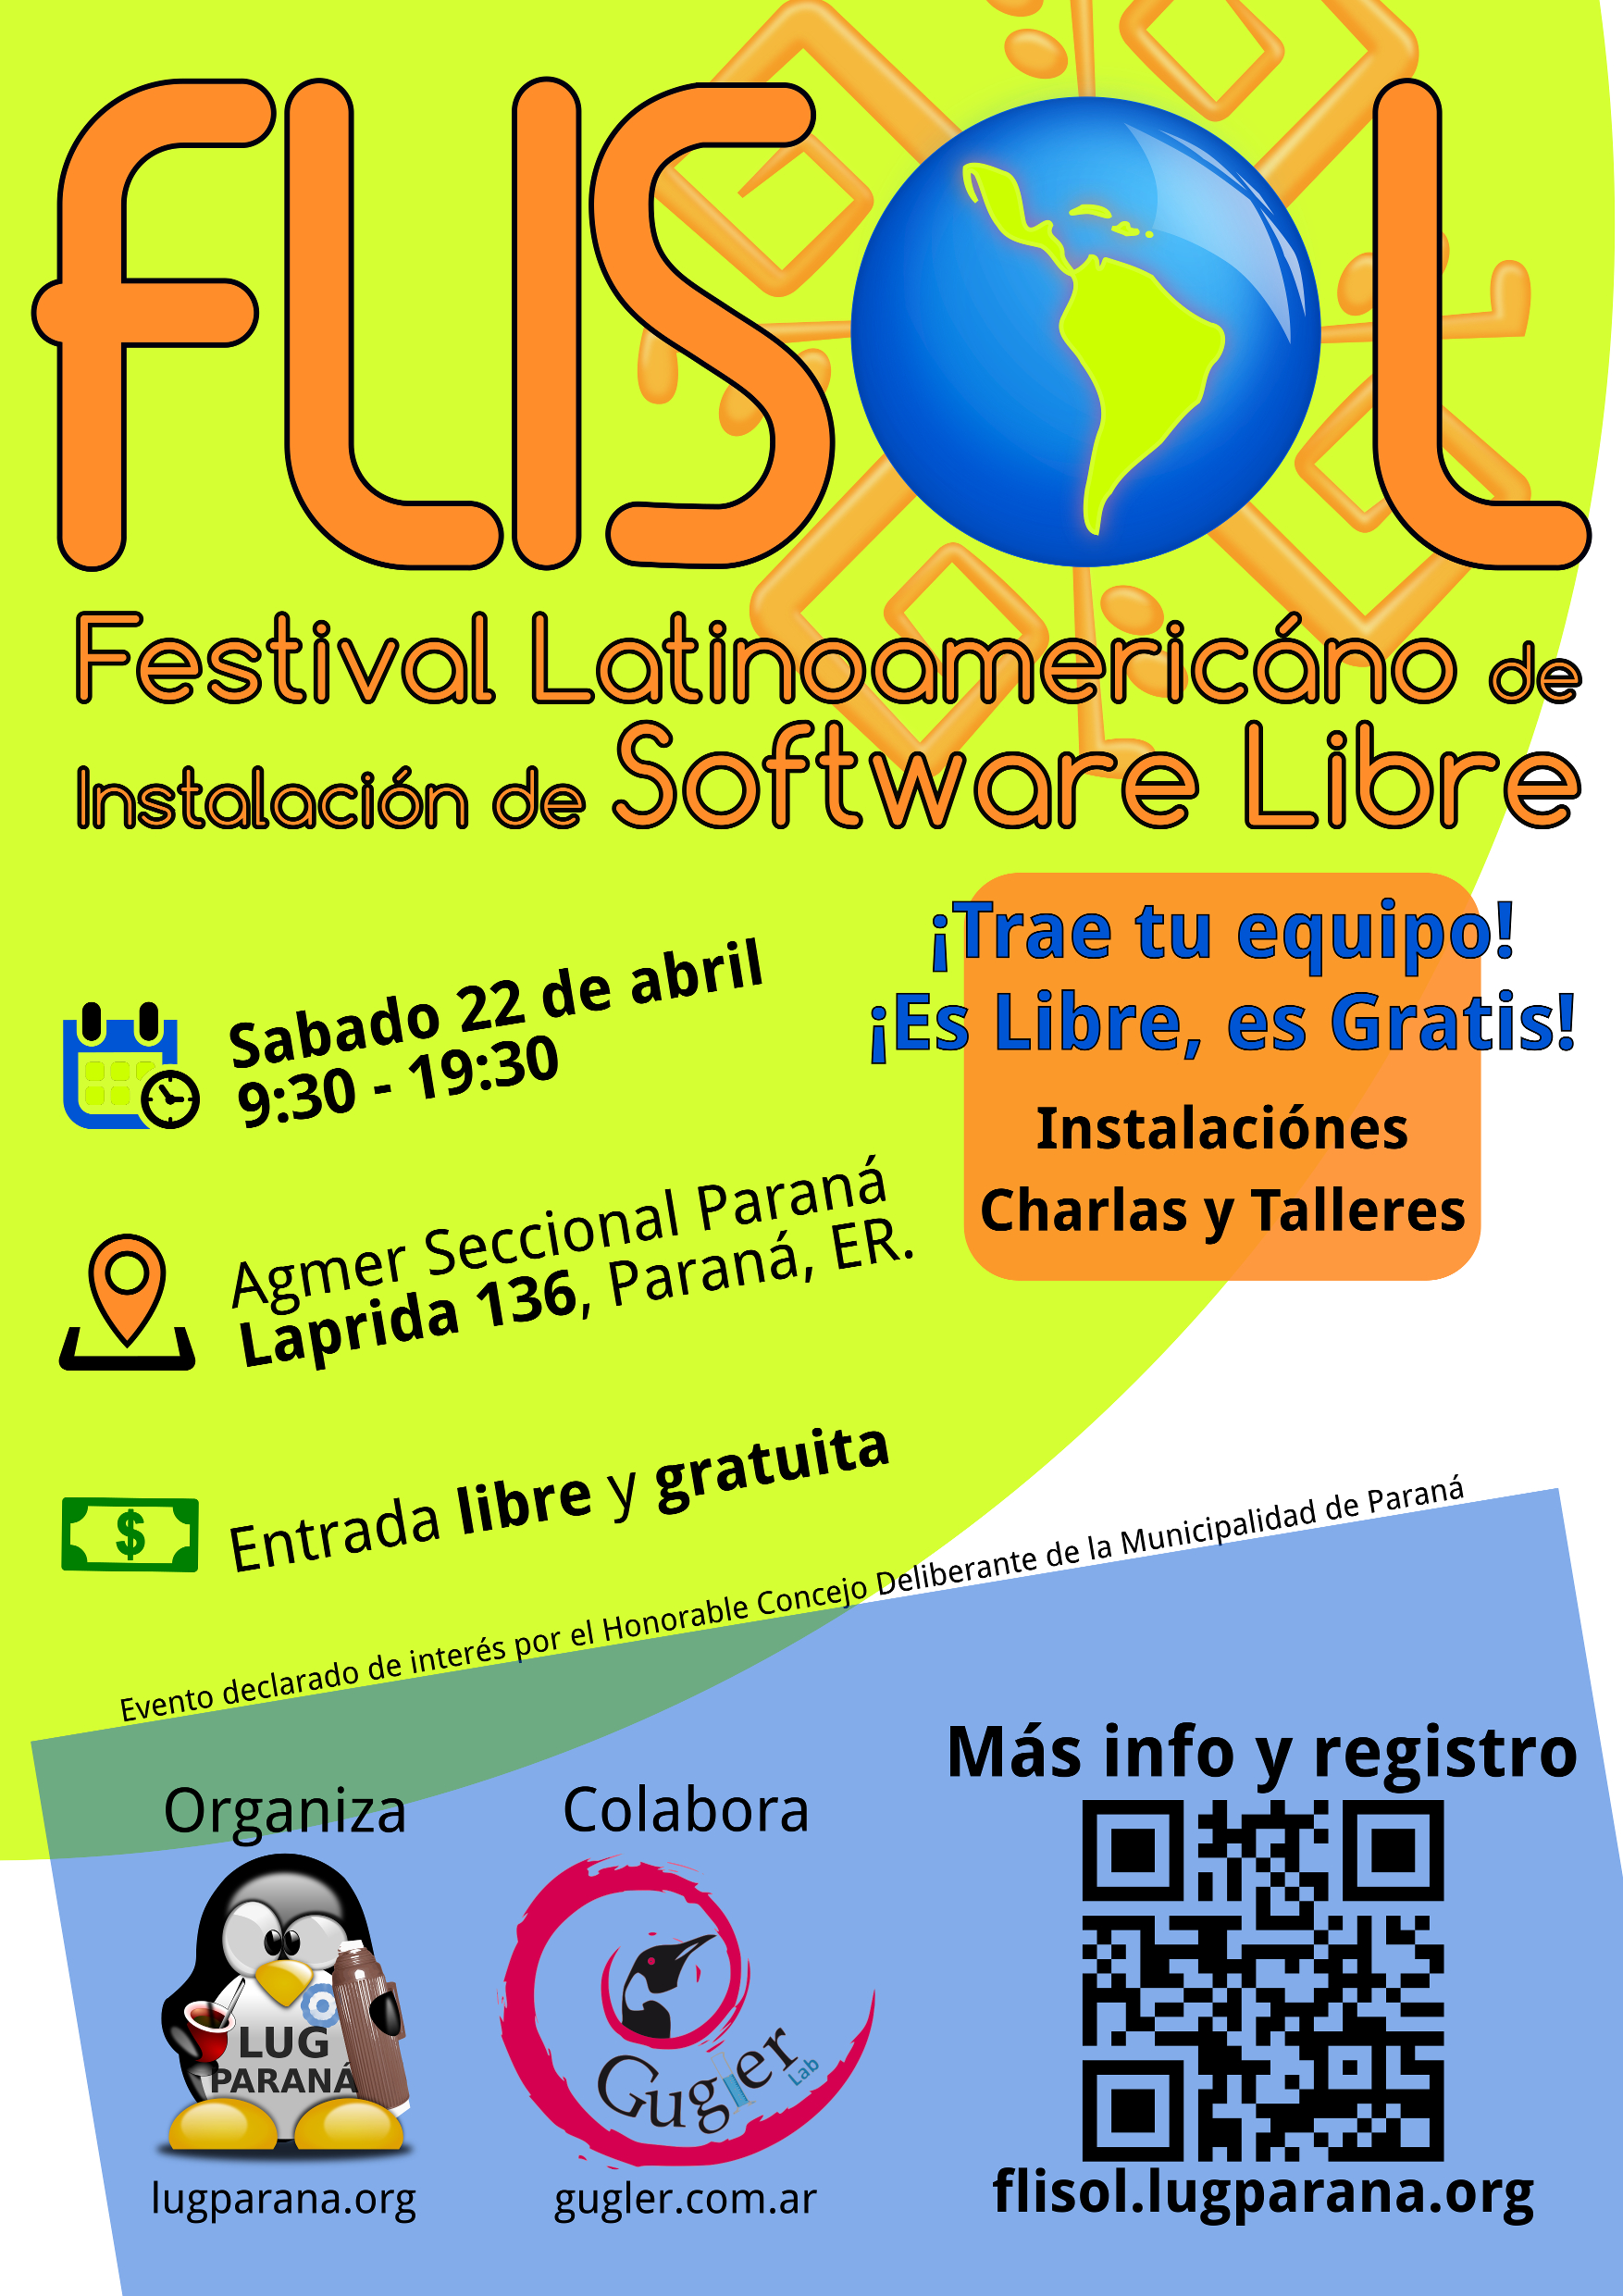 FLISOL
Festival Latinoamericáno de
Instalación de Software Libre
¡Trae tu equipo!
¡Es Libre, es Gratis!
Instalaciónes
Charlas y Talleres
Sabado 22 de abril
9:30 - 19:30
Agmer Seccional Paraná
Laprida 136, Paraná, ER.
$
Entrada libre y gratuita
Evento declarado de interés por el Honorable Concejo Deliberante de la Municipalidad de Paraná
Organiza
LUG
PARANÁ
lugparana.org
Colabora
Gugler
Lab
gugler.com.ar
Más info y registro
flisol.lugparana.org